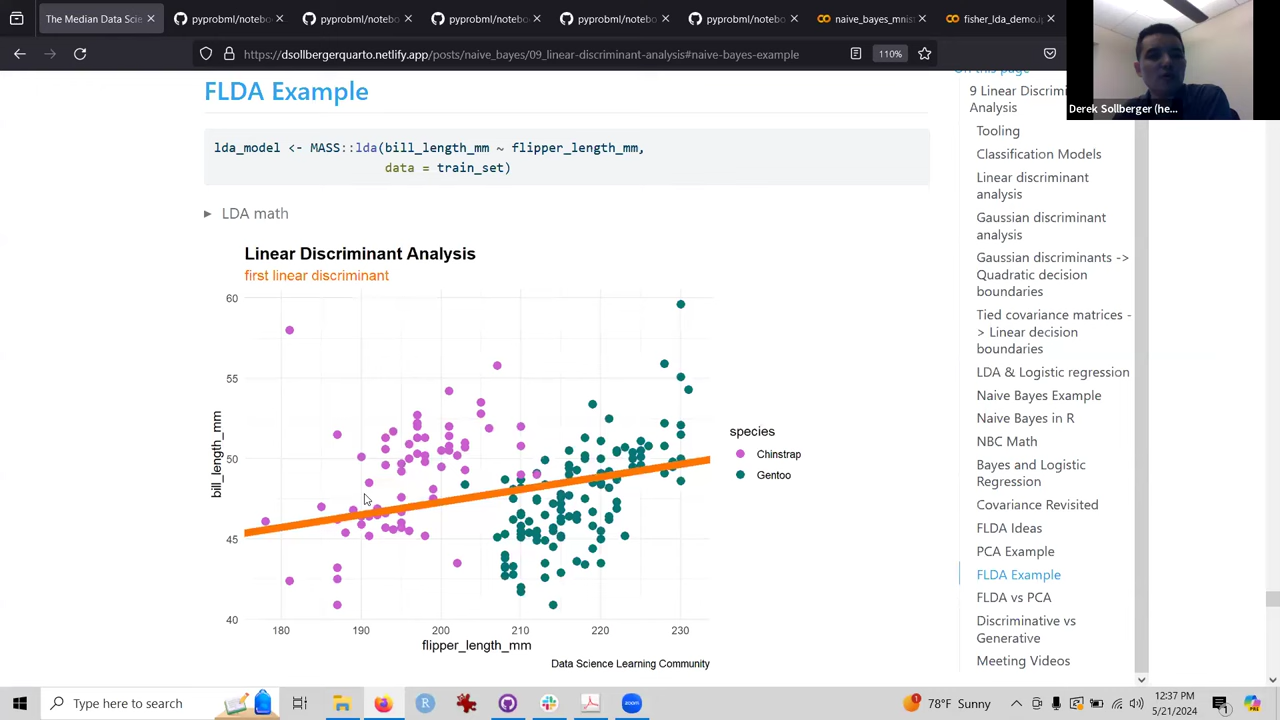 The Median Data Scienc
pyprobml/notebo
pyprobml/notebo
pyprobml/notebo
pyprobml/notebo
pyprobml/notebo
naive_bayes_mnis
fisher_lda_demo.ip
https://dsollbergerquarto.netlify.app/posts/naive_bayes/09_linear-discriminant-analysis#naive-bayes-example
110%
Derek Sollberger (he...
FLDA Example
lda_model <- MASS::lda(bill_length_mm ~ flipper_length_mm,
data = train_set)
▶ LDA math
Linear Discriminant Analysis
first linear discriminant
60
55
50
45
40
bill_length_mm
180 190 200 210 220 230
flipper_length_mm
species
Chinstrap
Gentoo
Data Science Learning Community
On this page
9 Linear Discrimi
Analysis
Tooling
Classification Models
Linear discriminant
analysis
Gaussian discriminant
analysis
Gaussian discriminants ->
Quadratic decision
boundaries
Tied covariance matrices -
> Linear decision
boundaries
LDA & Logistic regression
Naive Bayes Example
Naive Bayes in R
NBC Math
Bayes and Logistic
Regression
Covariance Revisited
FLDA Ideas
PCA Example
FLDA Example
FLDA vs PCA
Discriminative vs
Generative
Meeting Videos
Type here to search
R
zoom
78°F Sunny
12:37 PM
5/21/2024
1